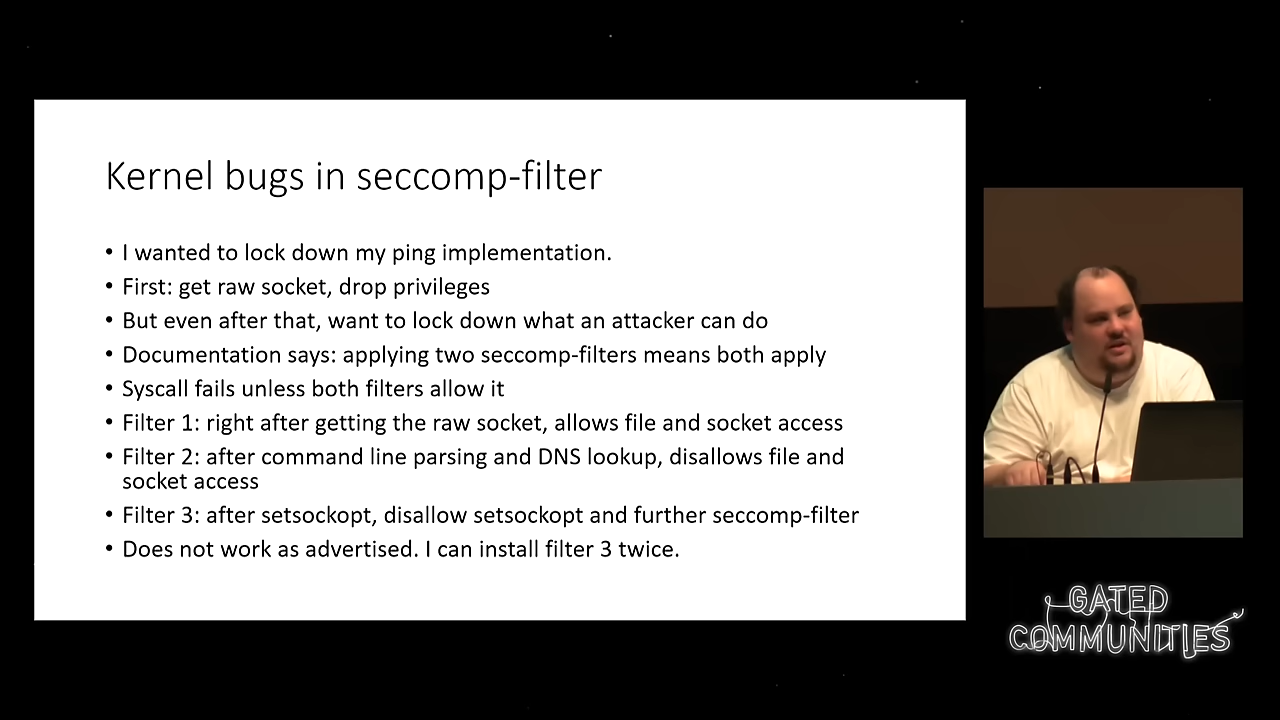 Kernel bugs in seccomp-filter
• I wanted to lock down my ping implementation.
• First: get raw socket, drop privileges
• But even after that, want to lock down what an attacker can do
• Documentation says: applying two seccomp-filters means both apply
• Syscall fails unless both filters allow it
• Filter 1: right after getting the raw socket, allows file and socket access
• Filter 2: after command line parsing and DNS lookup, disallows file and
socket access
• Filter 3: after setsockopt, disallow setsockopt and further seccomp-filter
• Does not work as advertised. I can install filter 3 twice.
GATED
COMMUNITIES